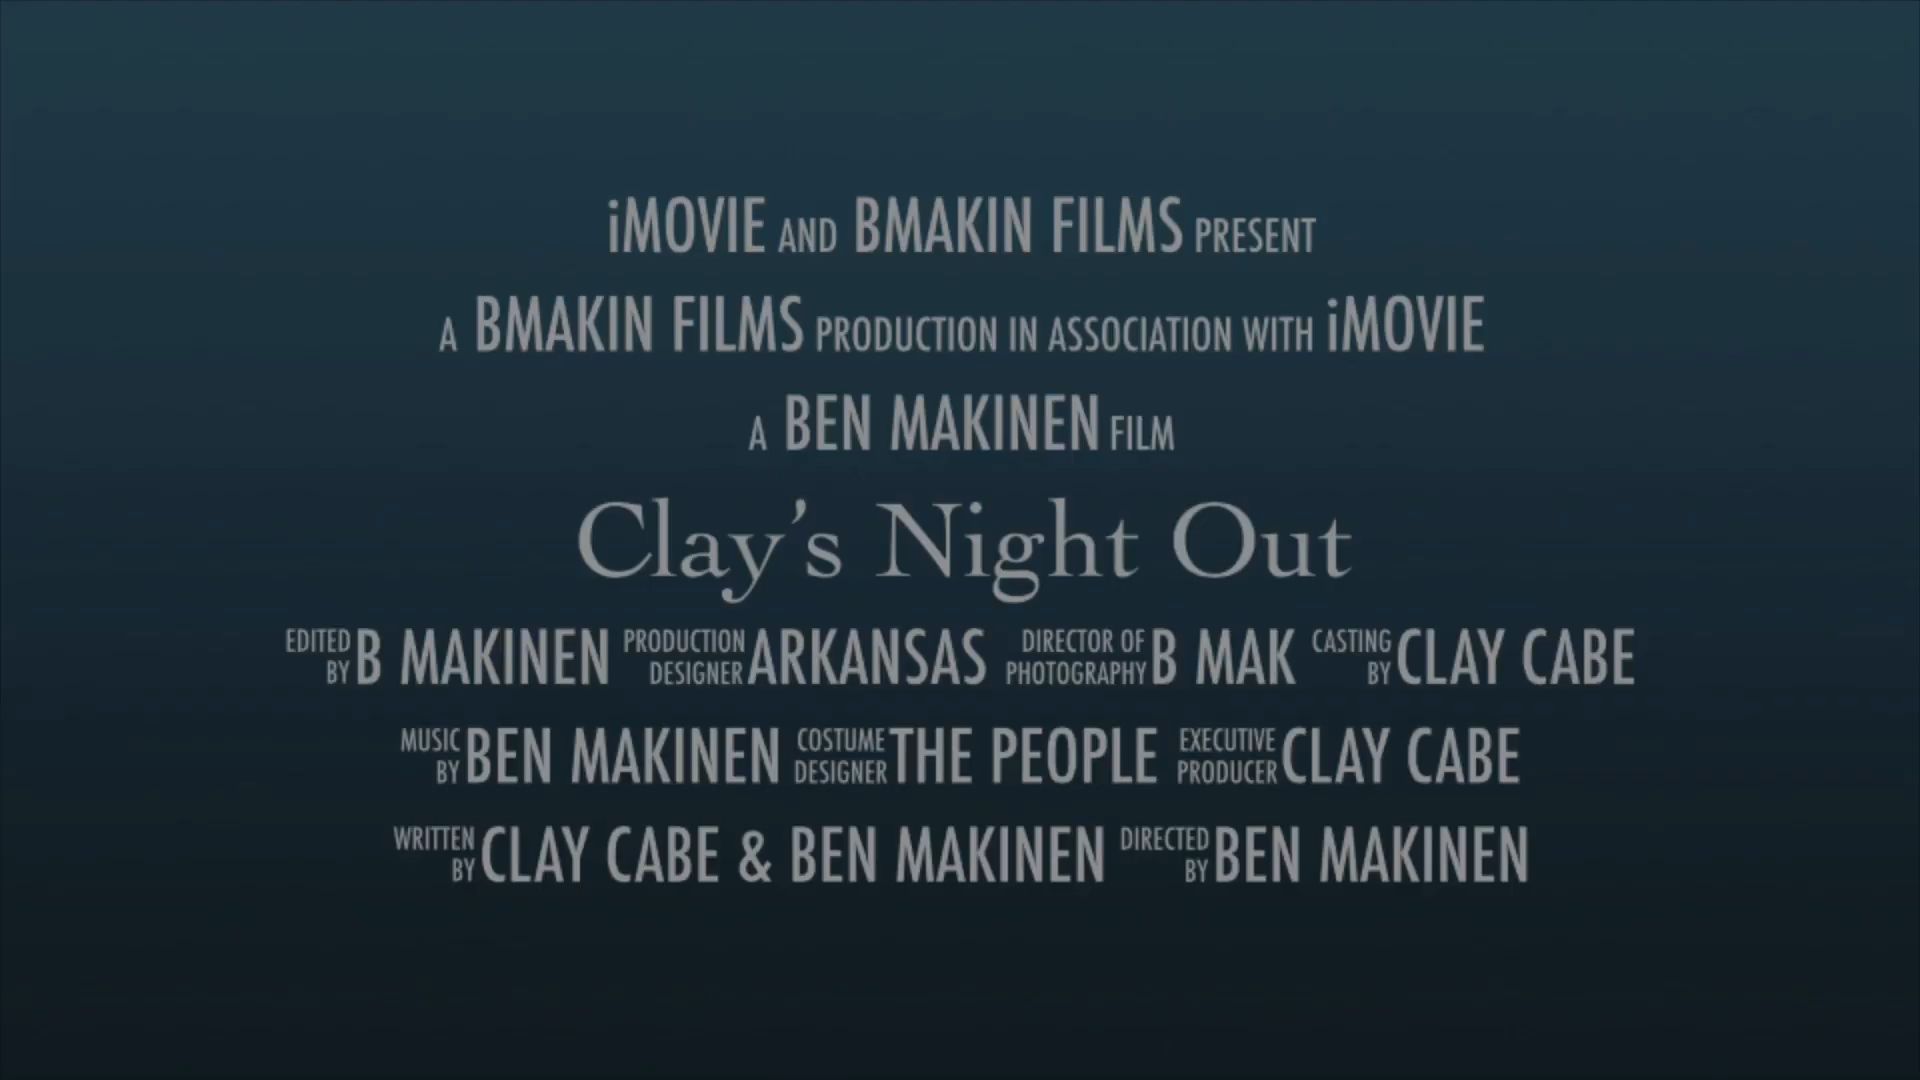 iMOVIE AND BMAKIN FILMS PRESENT
A BMAKIN FILMS PRODUCTION IN ASSOCIATION WITH iMOVIE
A BEN MAKINEN FILM
Clay's Night Out
EDITED BY B MAKINEN PRODUCTION DESIGNER ARKANSAS DIRECTOR OF PHOTOGRAPHY B MAK CASTING BY CLAY CABE
MUSIC BY BEN MAKINEN COSTUME DESIGNER THE PEOPLE EXECUTIVE PRODUCER CLAY CABE
WRITTEN BY CLAY CABE & BEN MAKINEN DIRECTED BY BEN MAKINEN